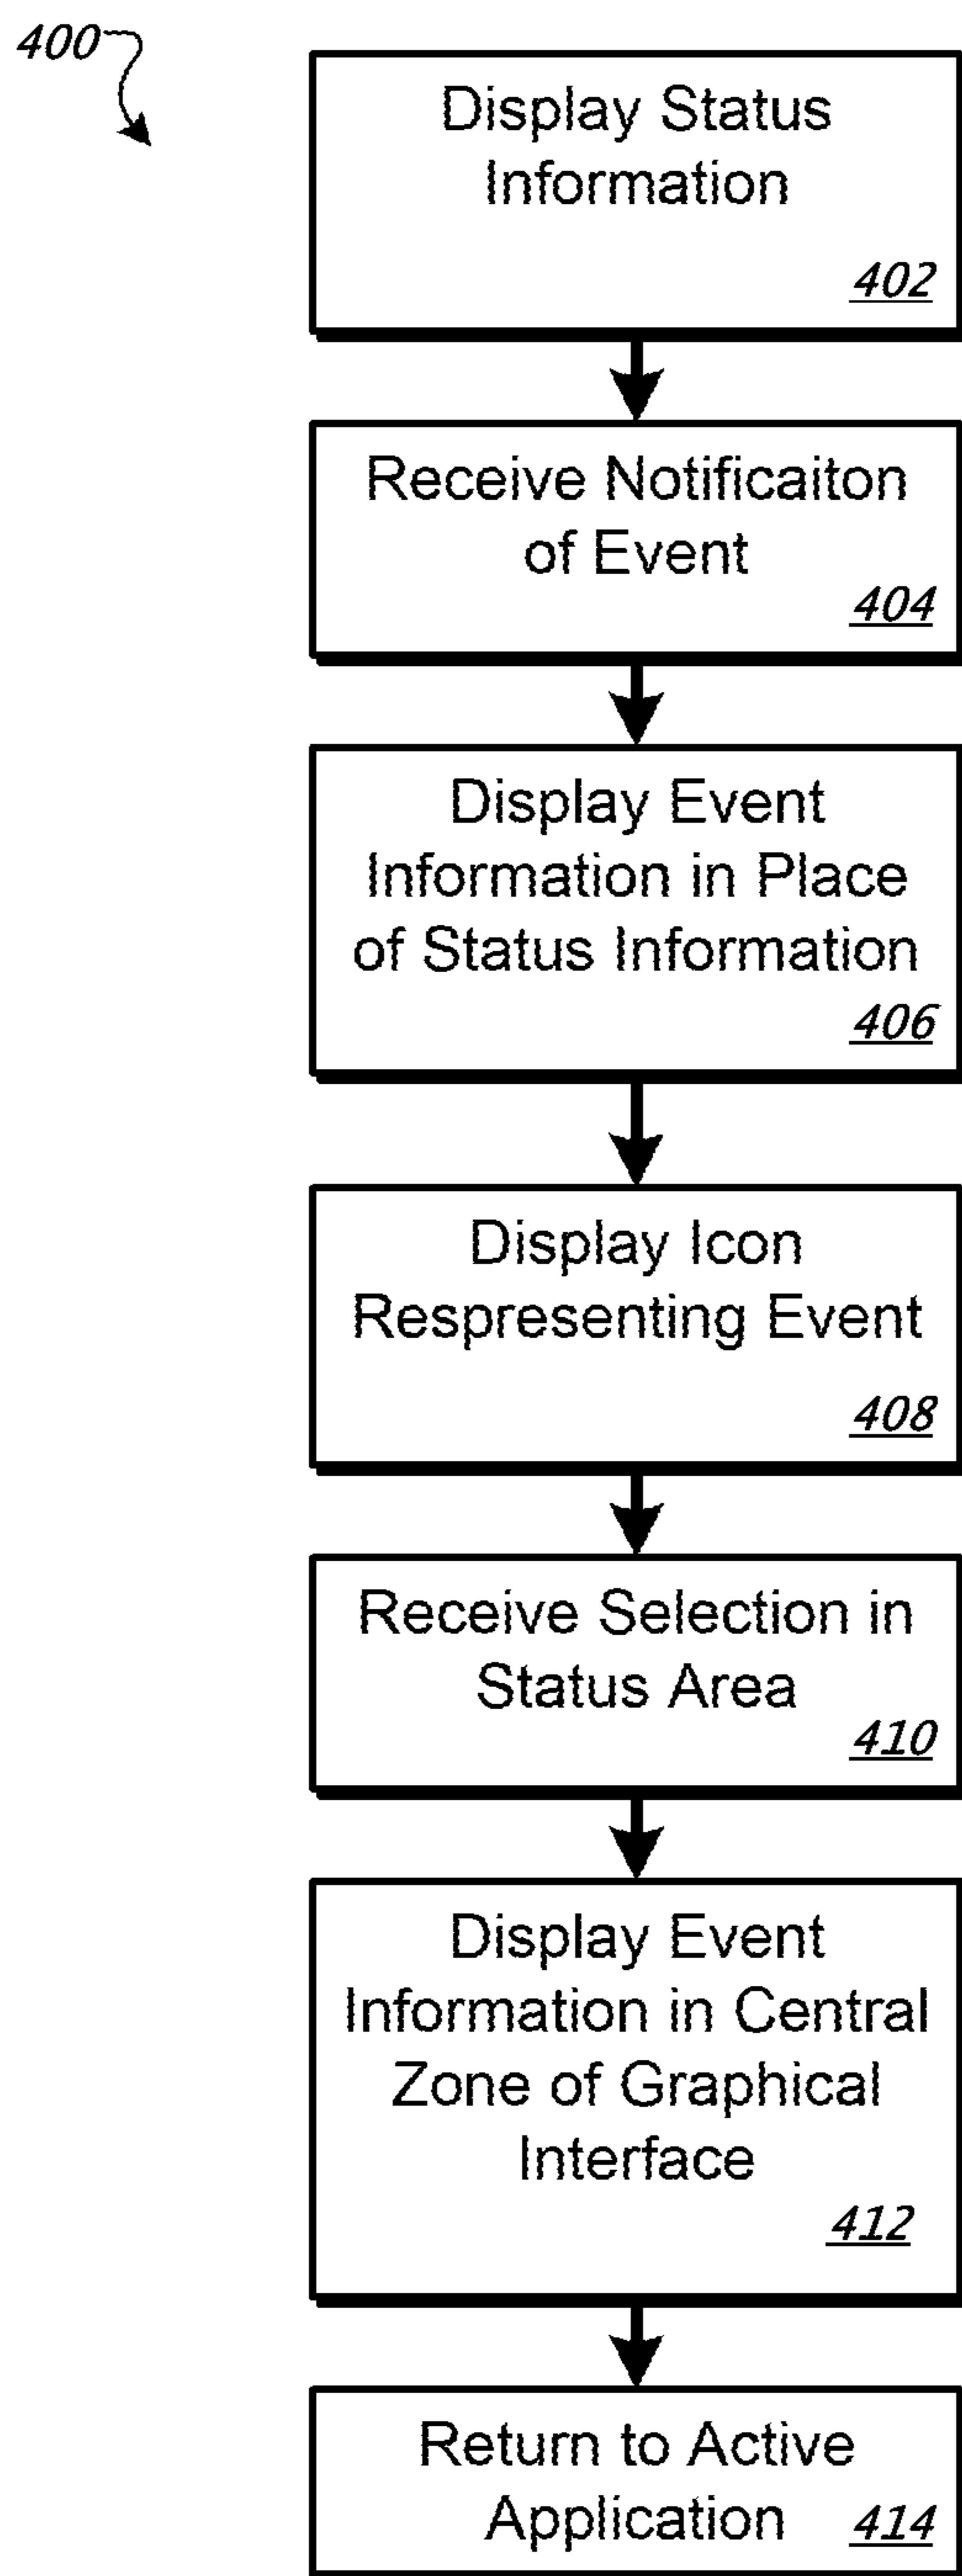 400
Display Status
Information
402
Receive Notificaiton
of Event
404
Display Event
Information in Place
of Status Information
406
Display Icon
Respresenting Event
408
Receive Selection in
Status Area
410
Display Event
Information in Central
Zone of Graphical
Interface
412
Return to Active
Application 414